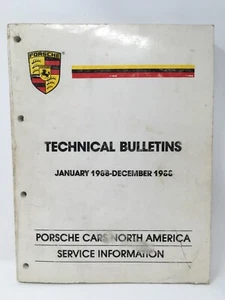 PORSCHE
TECHNICAL BULLETINS
JANUARY 1988-DECEMBER 1988
PORSCHE CARS NORTH AMERICA
SERVICE INFORMATION